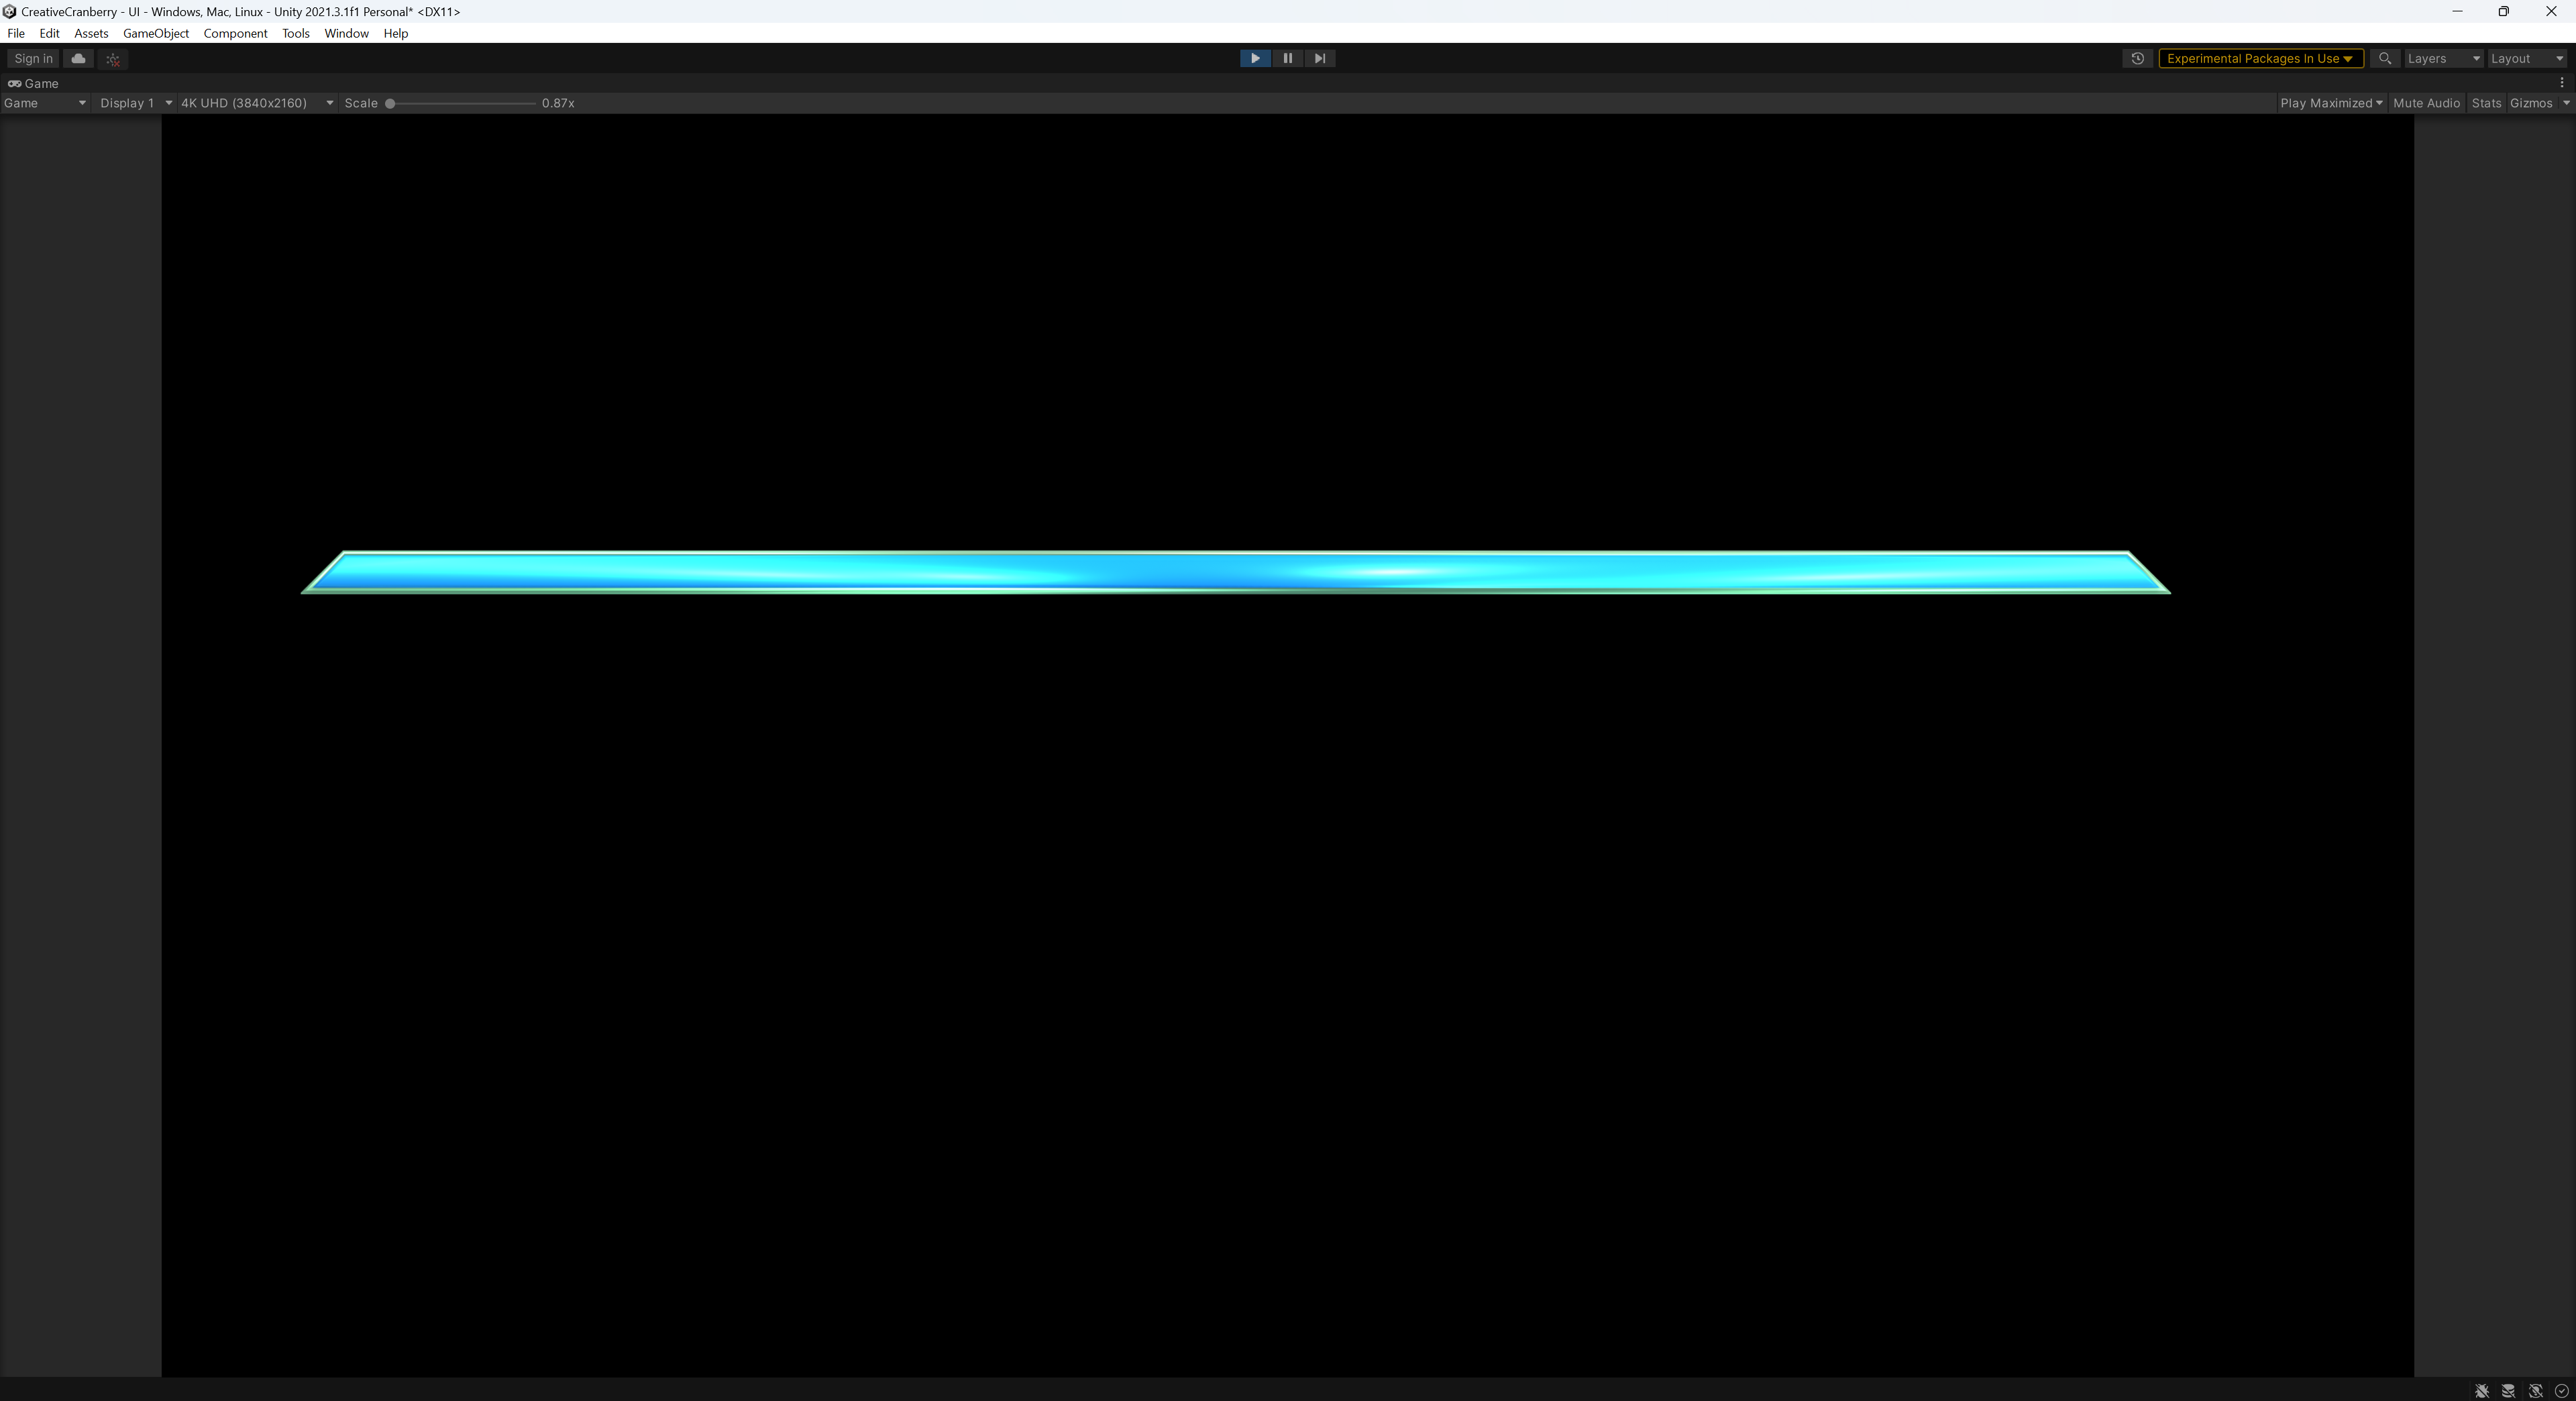 CreativeCranberry - UI - Windows, Mac, Linux - Unity 2021.3.1f1 Personal* <DX11>
File Edit Assets GameObject Component Tools Window Help
Sign in Experimental Packages In Use Layers Layout
Game
Game Display 1 4K UHD (3840x2160) Scale 0.87x Play Maximized Mute Audio Stats Gizmos